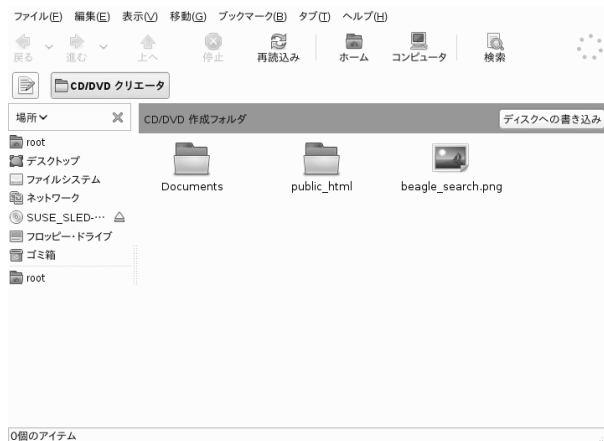 ファイル(F) 編集(E) 表示(V) 移動(G) ブックマーク(B) タブ(T) ヘルプ(H)
戻る 進む 上へ 停止 再読込み ホーム コンピュータ 検索
CD/DVD クリエータ
場所 CD/DVD 作成フォルダ ディスクへの書き込み
root
デスクトップ
ファイルシステム
ネットワーク
SUSE_SLED-…
フロッピー・ドライブ
ゴミ箱
root
Documents public_html beagle_search.png
0個のアイテム